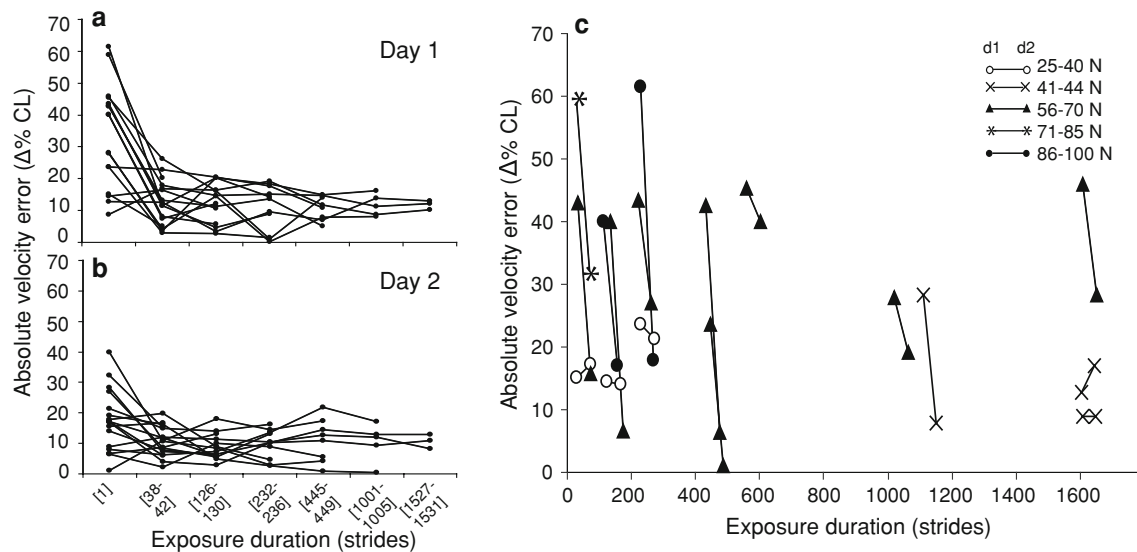 a
Day 1
70
60
50
40
30
20
10
0
Absolute velocity error (Δ% CL)
b
Day 2
70
60
50
40
30
20
10
0
[1]
[38-
42]
[126-
130]
[232-
236]
[445-
449]
[1001-
1005]
[1527-
1531]
Exposure duration (strides)
c
70
60
50
40
30
20
10
0
Absolute velocity error (Δ% CL)
d1 d2
25-40 N
41-44 N
56-70 N
71-85 N
86-100 N
0 200 400 600 800 1000 1200 1400 1600
Exposure duration (strides)